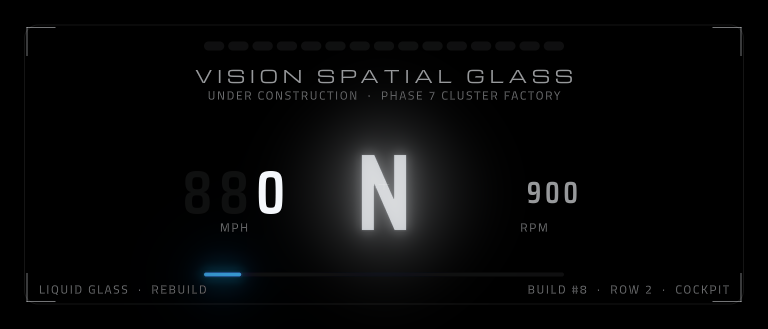 VISION SPATIAL GLASS
UNDER CONSTRUCTION · PHASE 7 CLUSTER FACTORY
880 N 900
MPH RPM
LIQUID GLASS · REBUILD BUILD #8 · ROW 2 · COCKPIT